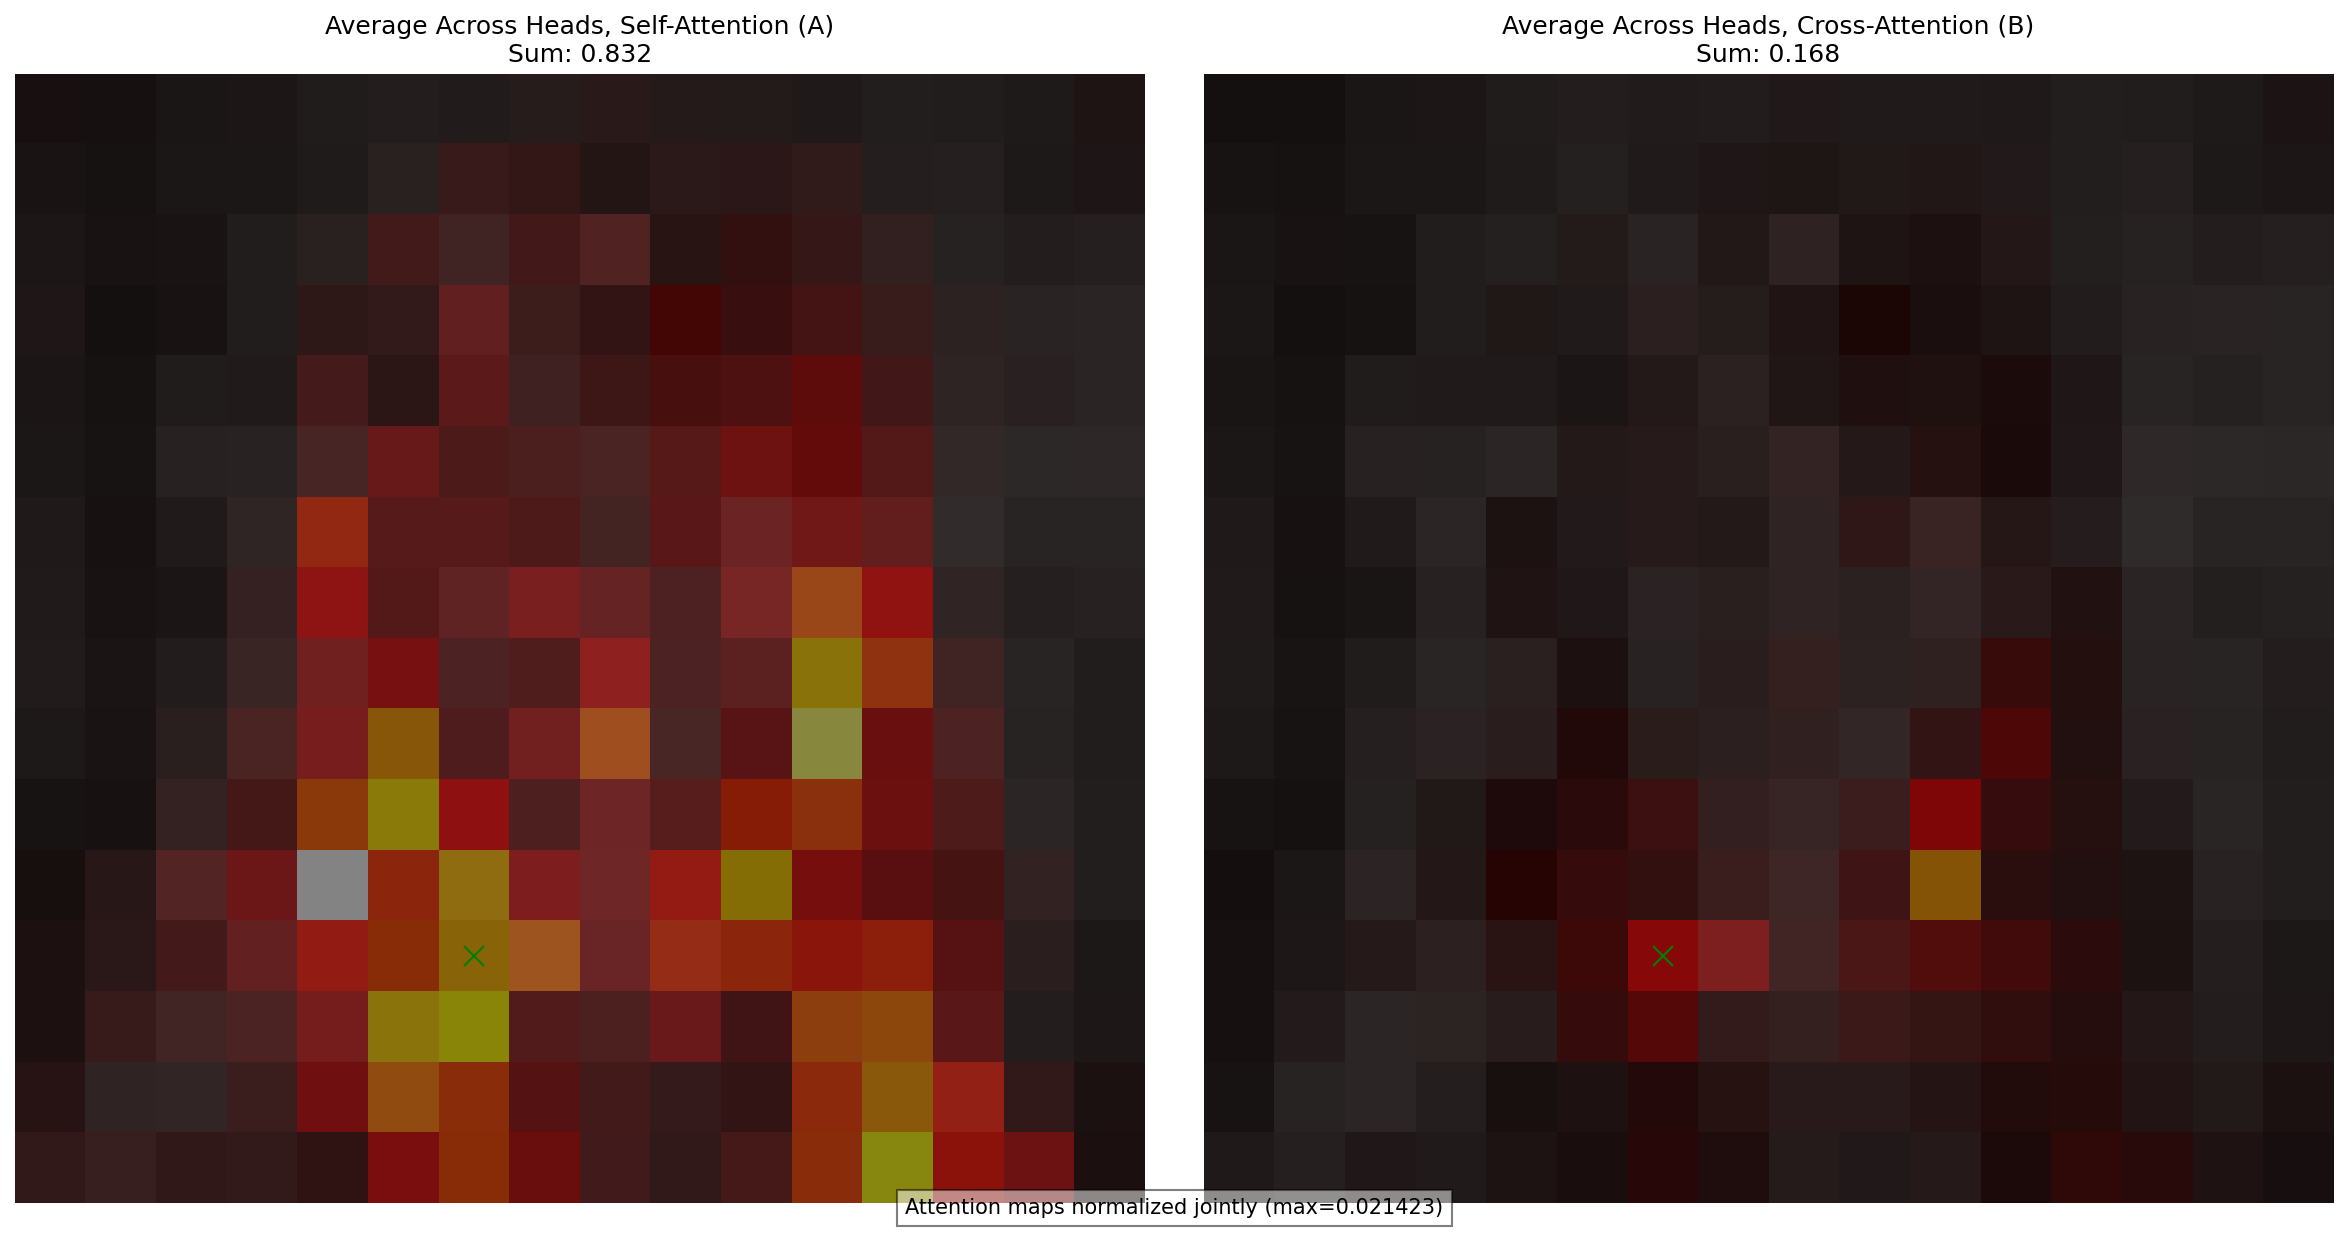 Average Across Heads, Self-Attention (A)
Sum: 0.832
Average Across Heads, Cross-Attention (B)
Sum: 0.168
Attention maps normalized jointly (max=0.021423)